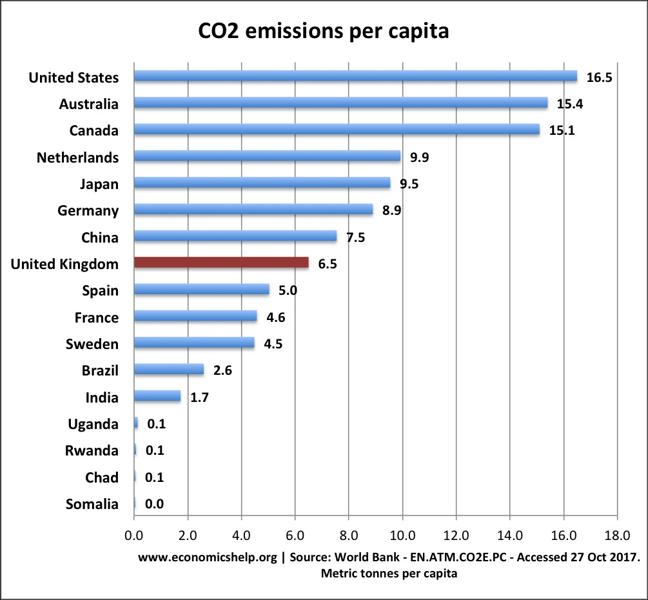 CO2 emissions per capita
United States 16.5
Australia 15.4
Canada 15.1
Netherlands 9.9
Japan 9.5
Germany 8.9
China 7.5
United Kingdom 6.5
Spain 5.0
France 4.6
Sweden 4.5
Brazil 2.6
India 1.7
Uganda 0.1
Rwanda 0.1
Chad 0.1
Somalia 0.0
0.0 2.0 4.0 6.0 8.0 10.0 12.0 14.0 16.0 18.0
www.economicshelp.org | Source: World Bank - EN.ATM.CO2E.PC - Accessed 27 Oct 2017.
Metric tonnes per capita